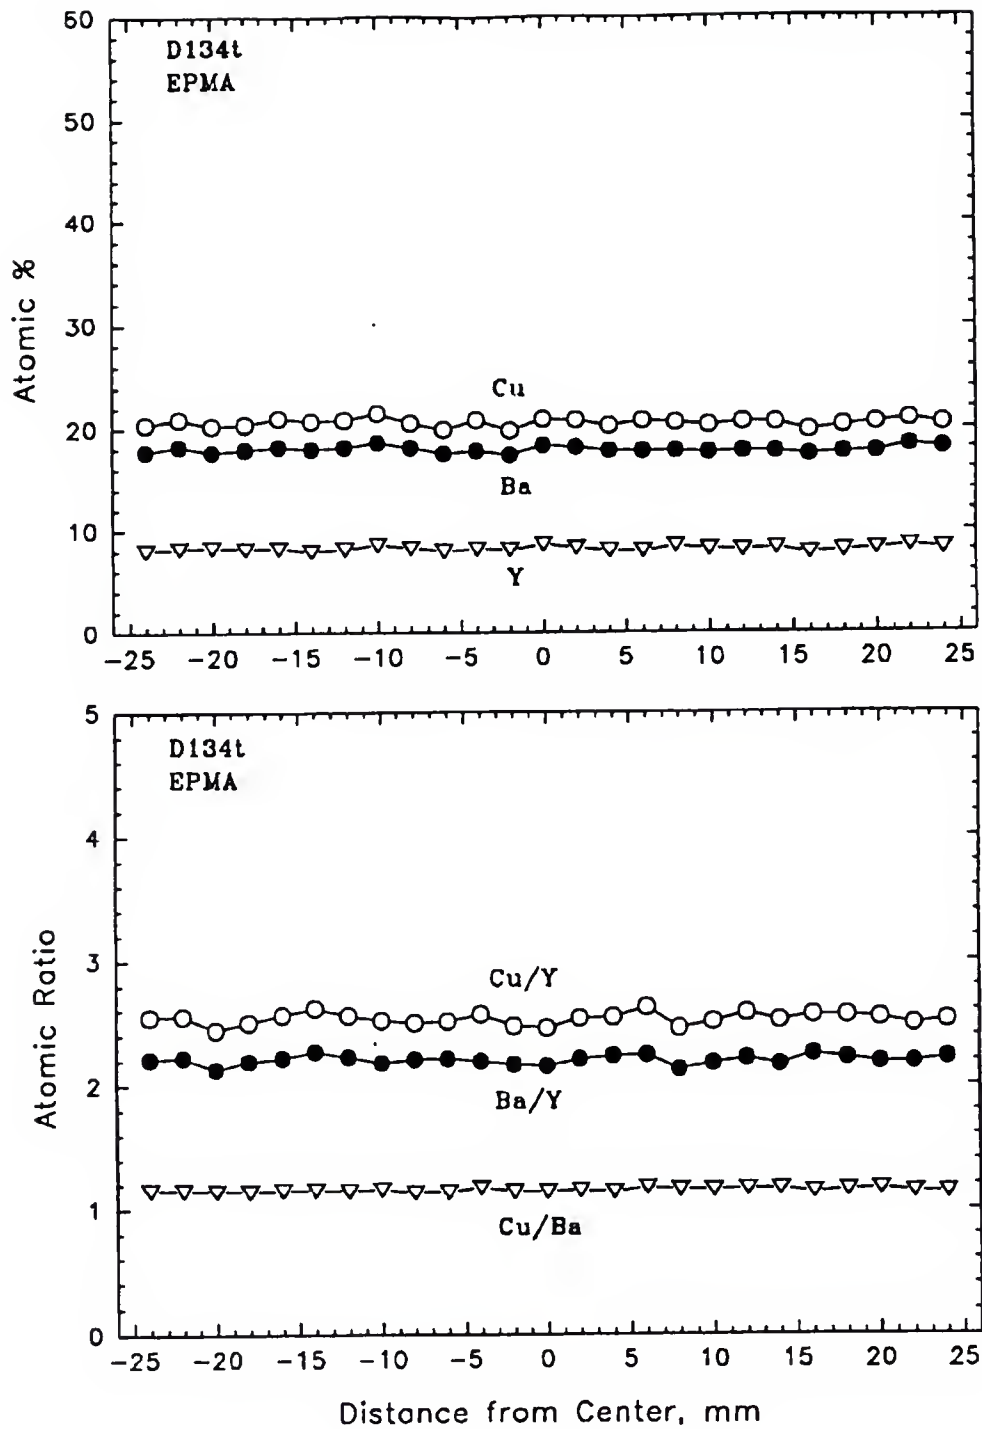 60
50
40
30
20
10
0
Atomic %
D134t
EPMA
Cu
Ba
Y
-25 -20 -15 -10 -5 0 5 10 15 20 25
5
4
3
2
1
0
Atomic Ratio
D134t
EPMA
Cu/Y
Ba/Y
Cu/Ba
-25 -20 -15 -10 -5 0 5 10 15 20 25
Distance from Center, mm